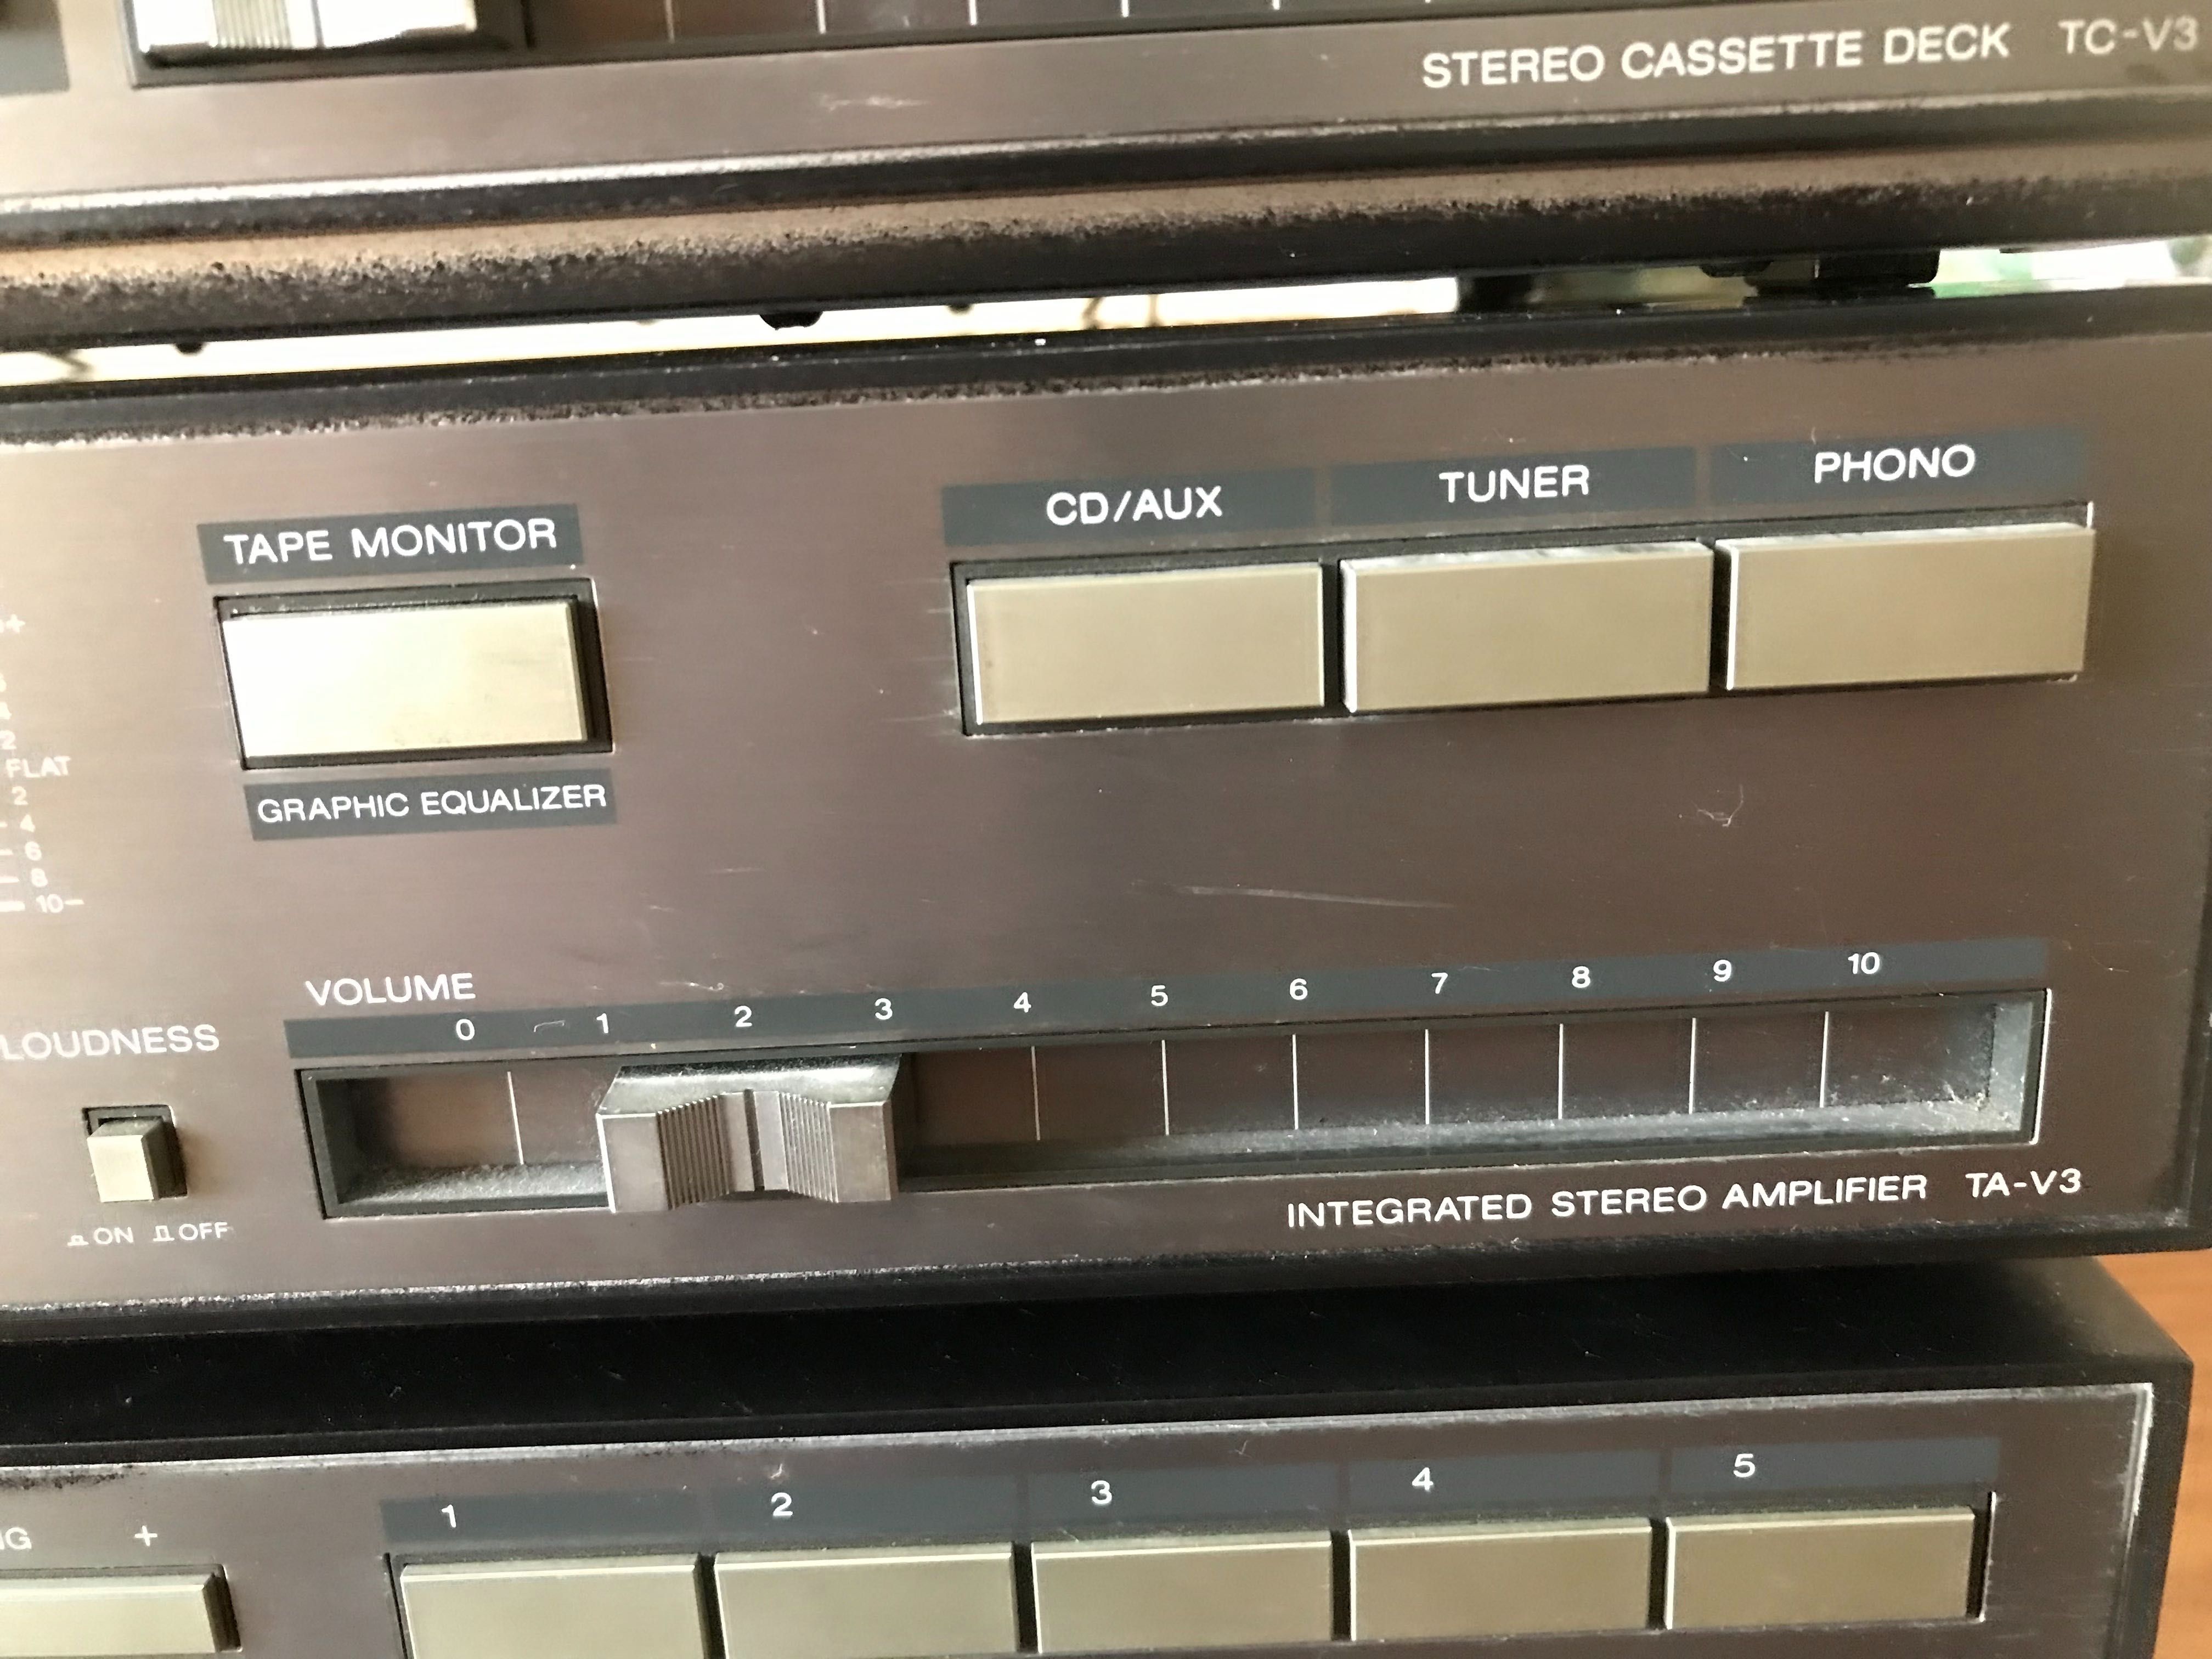 STEREO CASSETTE DECK TC-V3
CD/AUX TUNER PHONO
TAPE MONITOR
GRAPHIC EQUALIZER
FLAT
2
4
6
8
10
VOLUME
0 1 2 3 4 5 6 7 8 9 10
LOUDNESS
ON OFF
INTEGRATED STEREO AMPLIFIER TA-V3
1 2 3 4 5
+